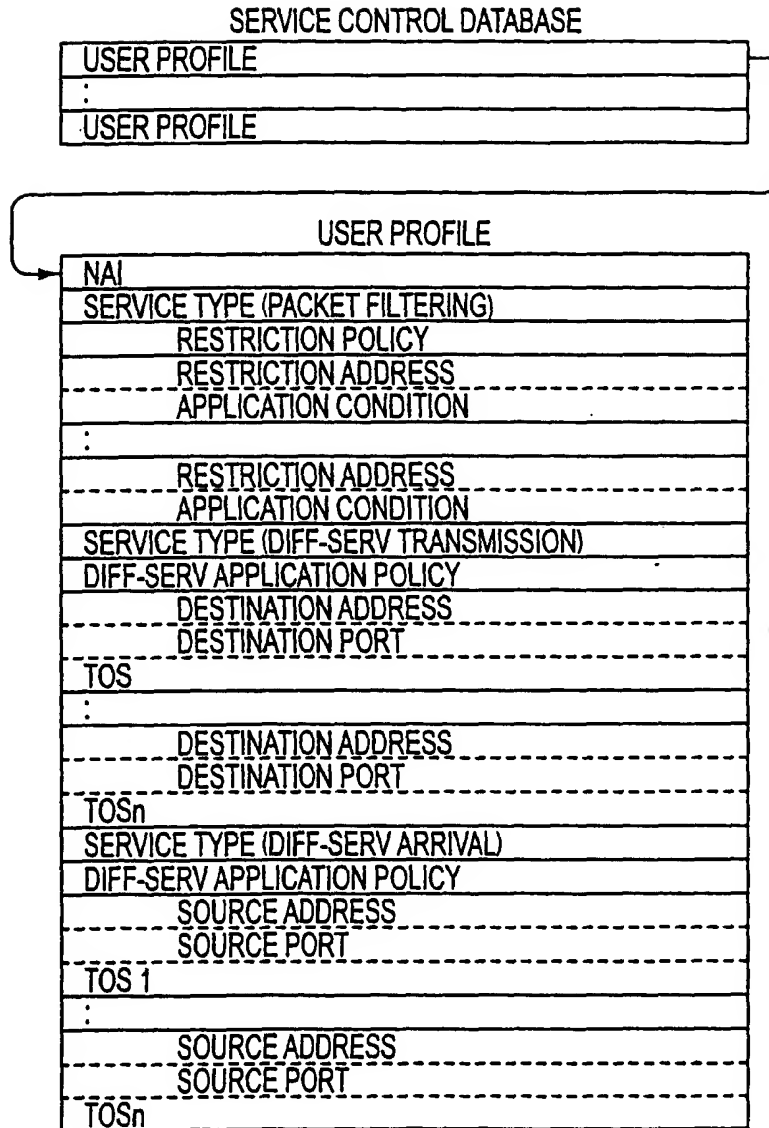 SERVICE CONTROL DATABASE
USER PROFILE
:
USER PROFILE
USER PROFILE
NAI
SERVICE TYPE (PACKET FILTERING)
RESTRICTION POLICY
RESTRICTION ADDRESS
APPLICATION CONDITION
:
RESTRICTION ADDRESS
APPLICATION CONDITION
SERVICE TYPE (DIFF-SERV TRANSMISSION)
DIFF-SERV APPLICATION POLICY
DESTINATION ADDRESS
DESTINATION PORT
TOS
:
DESTINATION ADDRESS
DESTINATION PORT
TOSn
SERVICE TYPE (DIFF-SERV ARRIVAL)
DIFF-SERV APPLICATION POLICY
SOURCE ADDRESS
SOURCE PORT
TOS 1
:
SOURCE ADDRESS
SOURCE PORT
TOSn